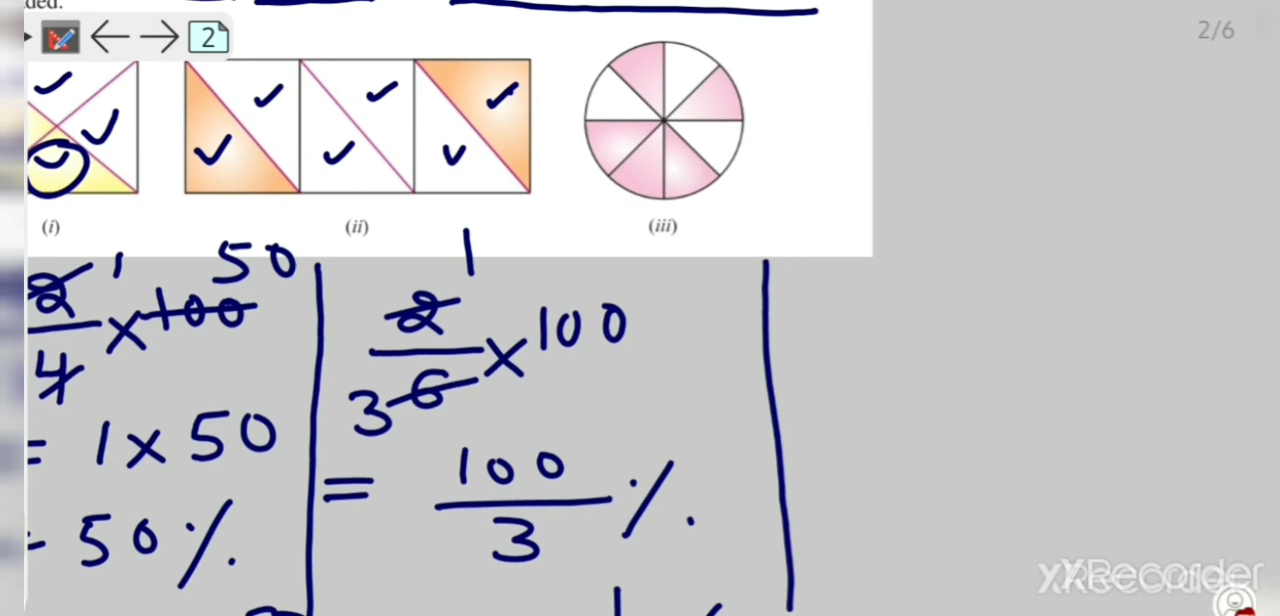 ded.
2
2/6
(i) (ii) (iii)
1 50 1
2/4 × 100
2/6 × 100
3
= 1 × 50
= 100/3 %.
= 50 %.
XRecorder